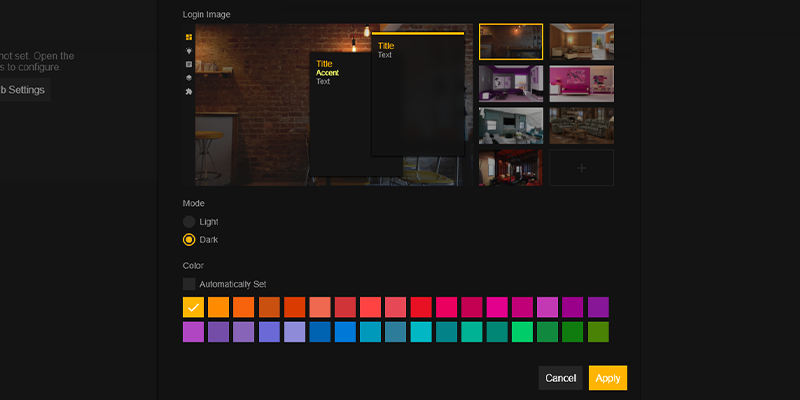 Login Image
not set. Open the
s to configure.
b Settings
Title
Text
Title
Accent
Text
Mode
Light
Dark
Color
Automatically Set
Cancel
Apply